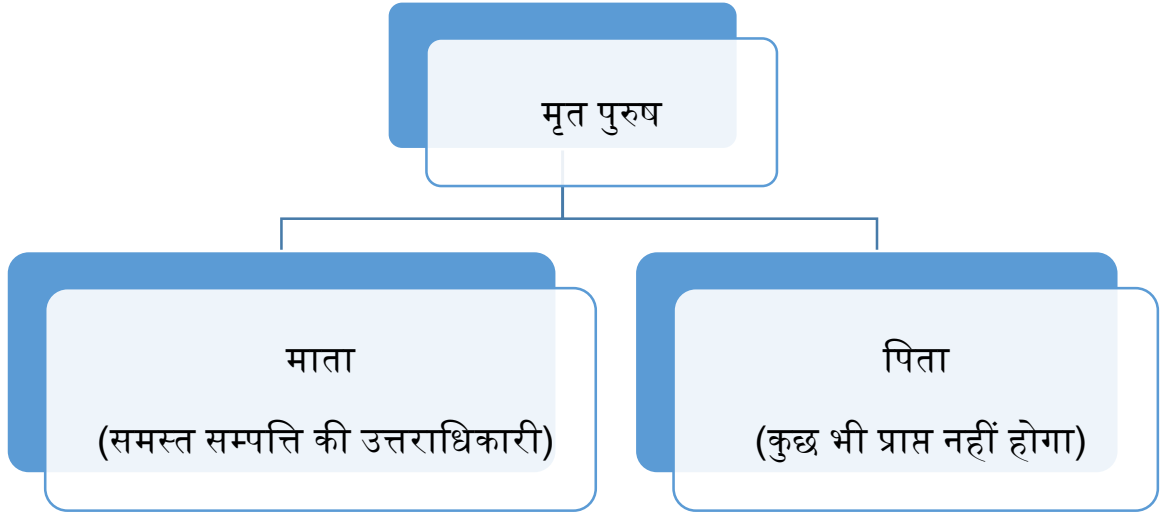 मृत पुरुष
माता
(समस्त सम्पत्ति की उत्तराधिकारी)
पिता
(कुछ भी प्राप्त नहीं होगा)